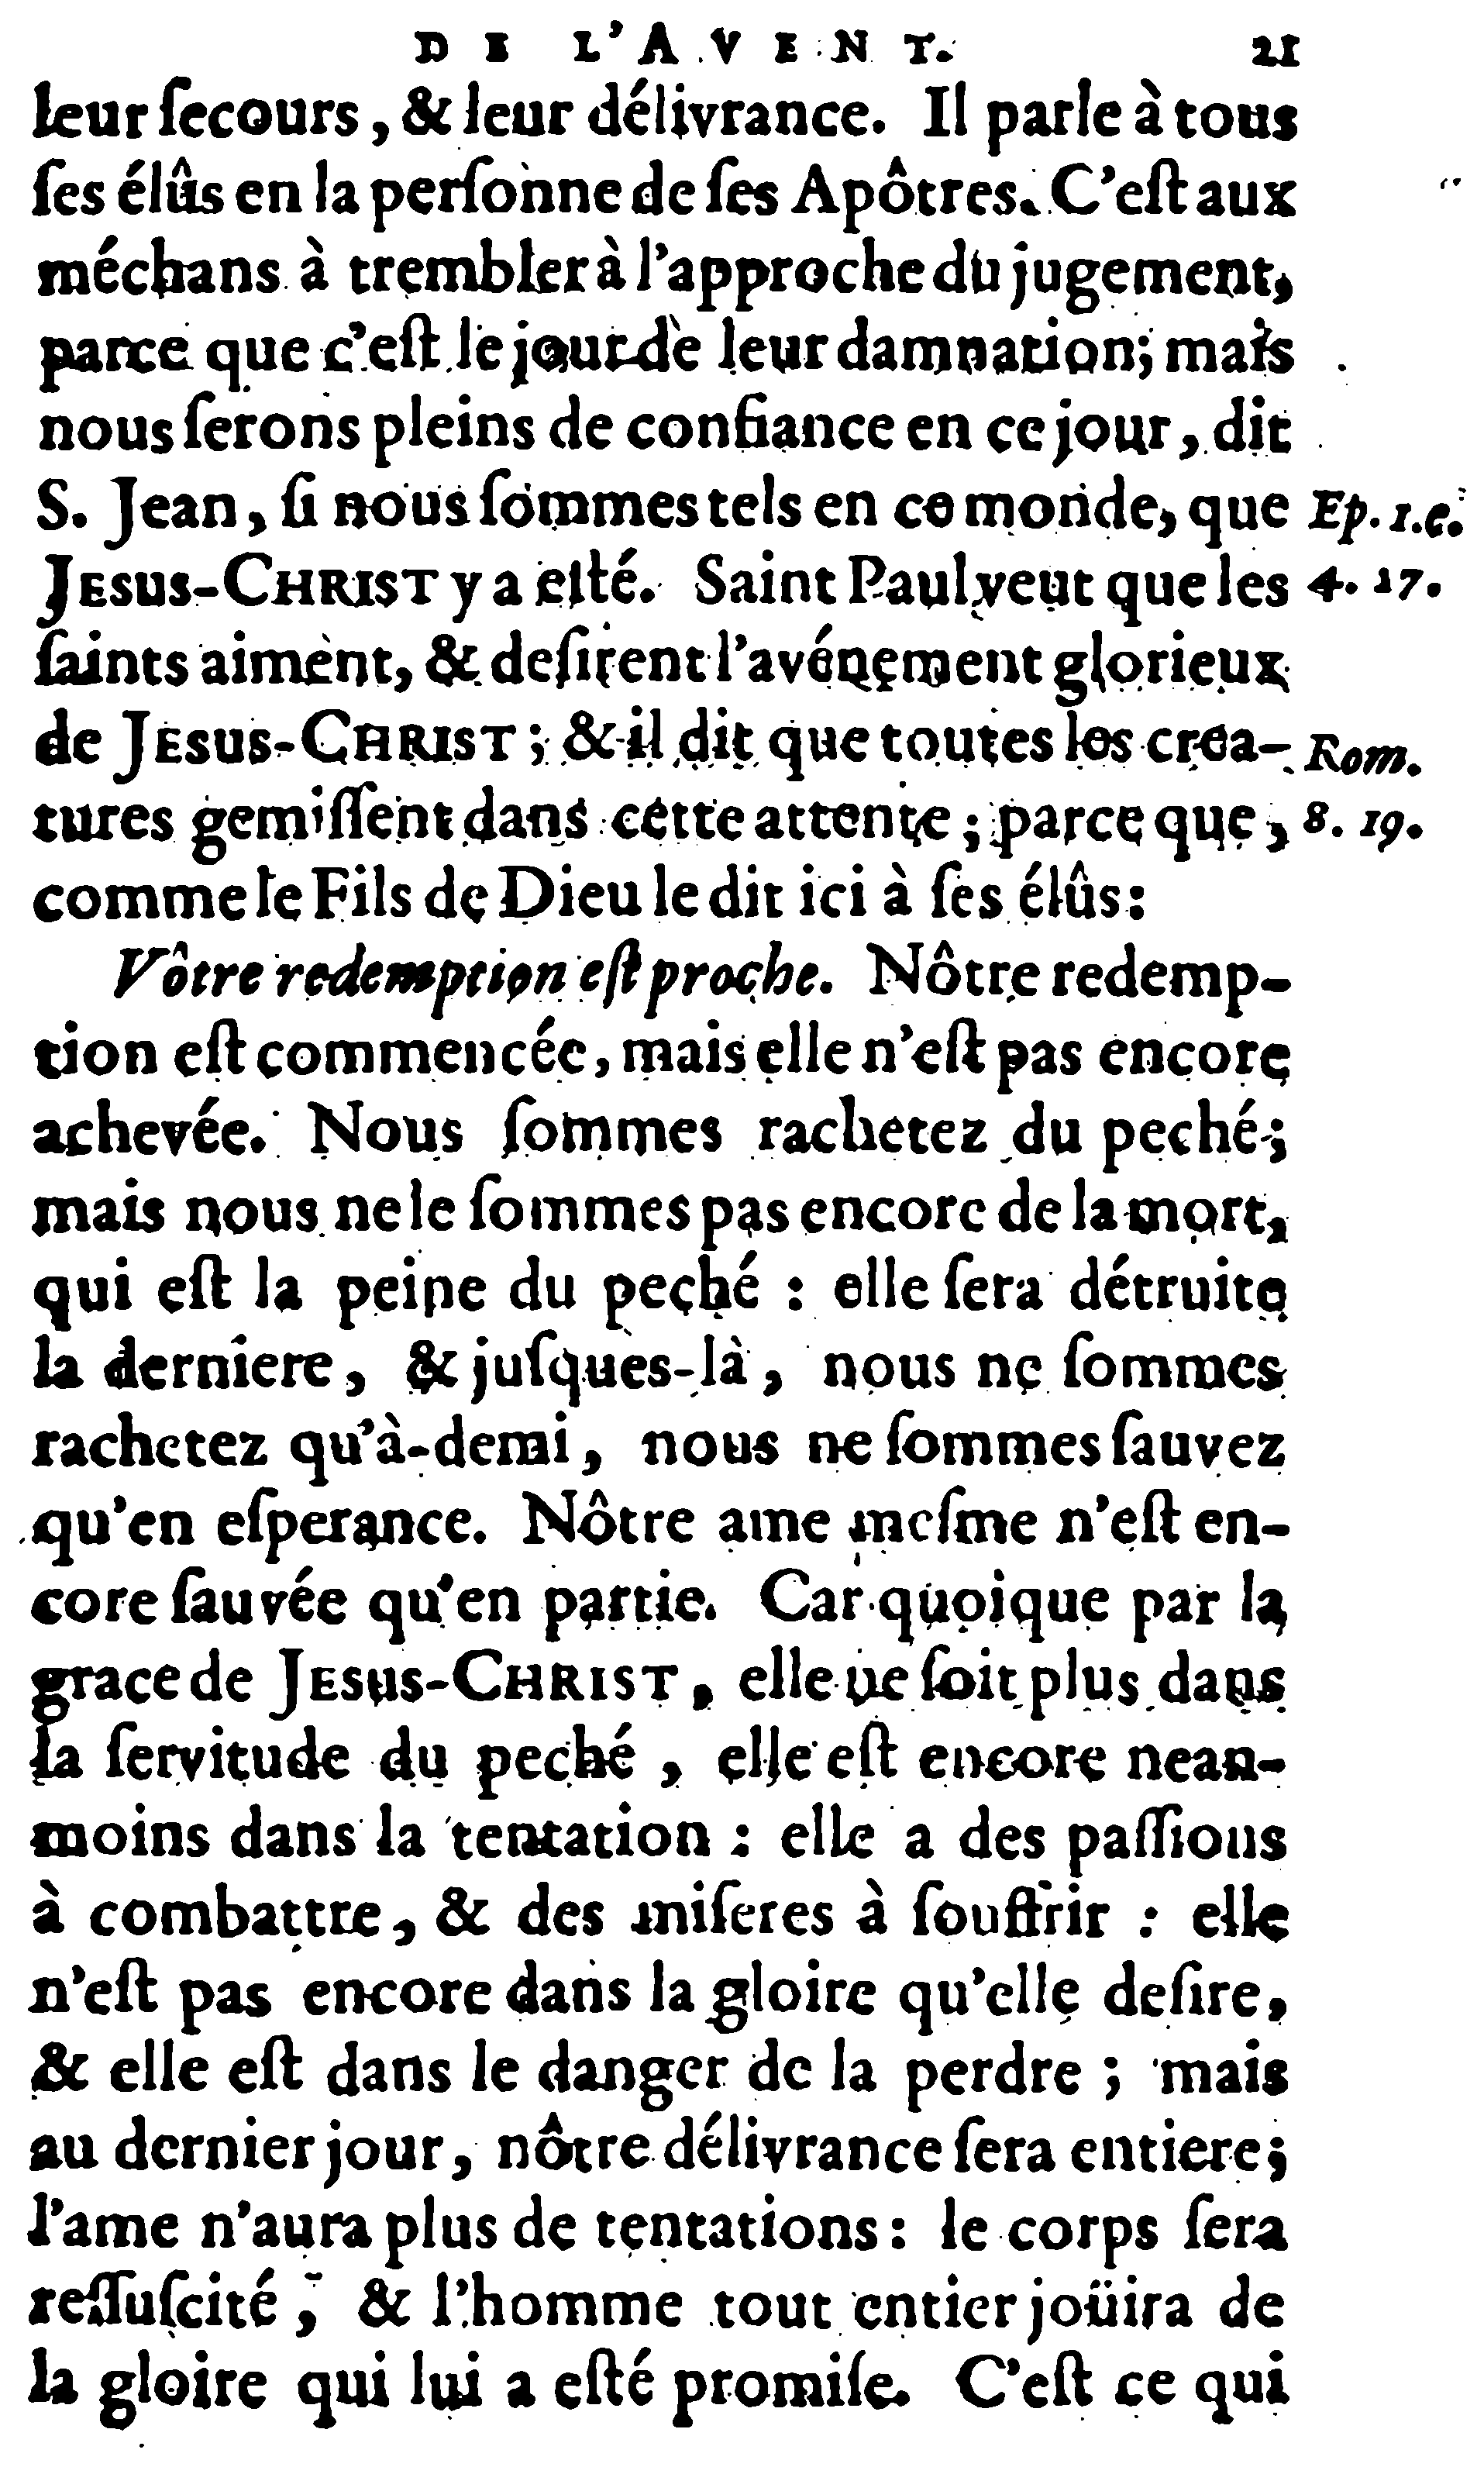 DE L'AVENT. 21
leur ſecours, & leur délivrance. Il parle à tous
ſes élûs en la perſonne de ſes Apôtres. C'eſt aux
méchans à trembler à l'approche du jugement,
parce que c'eſt le jour de leur damnation; mais
nous ſerons pleins de confiance en ce jour, dit
S. Jean, ſi nous ſommes tels en ce monde, que
Ep. 1. c.
JESUS-CHRIST y a eſté. Saint Paul veut que les
4. 17.
ſaints aiment, & deſirent l'avénement glorieux
de JESUS-CHRIST; & il dit que toutes les crea-
Rom.
tures gemiſſent dans cette attente; parce que,
8. 19.
comme le Fils de Dieu le dit ici à ſes élûs:
Vôtre redemption eſt proche. Nôtre redemp-
tion eſt commencée, mais elle n'eſt pas encore
achevée. Nous ſommes rachetez du peché;
mais nous ne le ſommes pas encore de la mort,
qui eſt la peine du peché : elle ſera détruite
la derniere, & juſques-là, nous ne ſommes
rachetez qu'à-demi, nous ne ſommes ſauvez
qu'en eſperance. Nôtre ame meſme n'eſt en-
core ſauvée qu'en partie. Car quoique par la
grace de JESUS-CHRIST, elle ne ſoit plus dans
la ſervitude du peché, elle eſt encore nean-
moins dans la tentation : elle a des paſſions
à combattre, & des miſeres à ſouffrir : elle
n'eſt pas encore dans la gloire qu'elle deſire,
& elle eſt dans le danger de la perdre ; mais
au dernier jour, nôtre délivrance ſera entiere;
l'ame n'aura plus de tentations: le corps ſera
reſſuſcité, & l'homme tout entier joüira de
la gloire qui lui a eſté promiſe. C'eſt ce qui